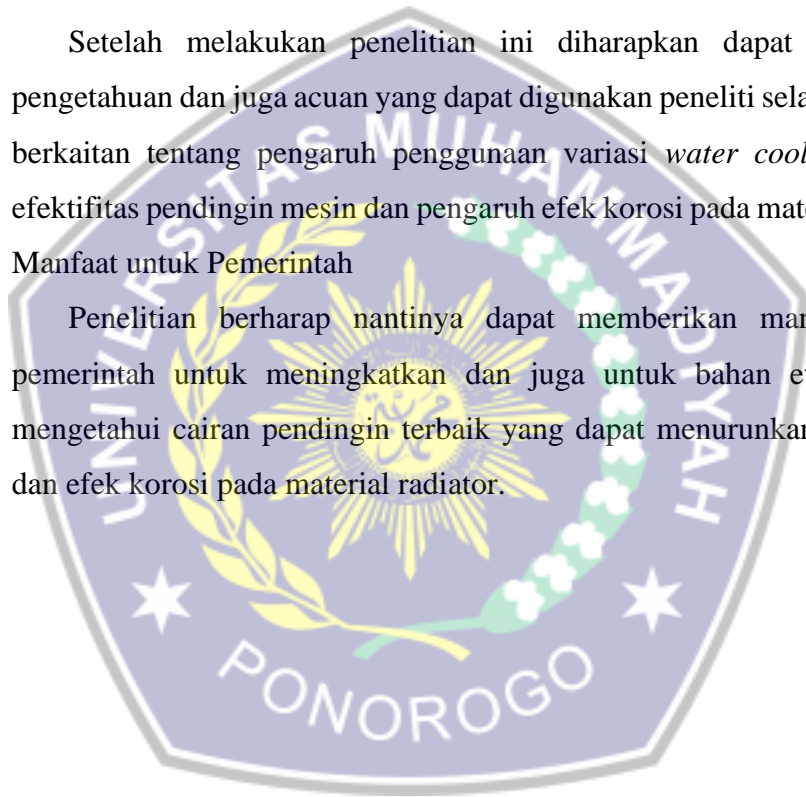 Setelah melakukan penelitian ini diharapkan dapat
pengetahuan dan juga acuan yang dapat digunakan peneliti sela
berkaitan tentang pengaruh penggunaan variasi water cool
efektifitas pendingin mesin dan pengaruh efek korosi pada mat
Manfaat untuk Pemerintah
Penelitian berharap nantinya dapat memberikan man
pemerintah untuk meningkatkan dan juga untuk bahan e
mengetahui cairan pendingin terbaik yang dapat menurunkan
dan efek korosi pada material radiator.
UNIVERSITAS MUHAMMADIYAH
PONOROGO